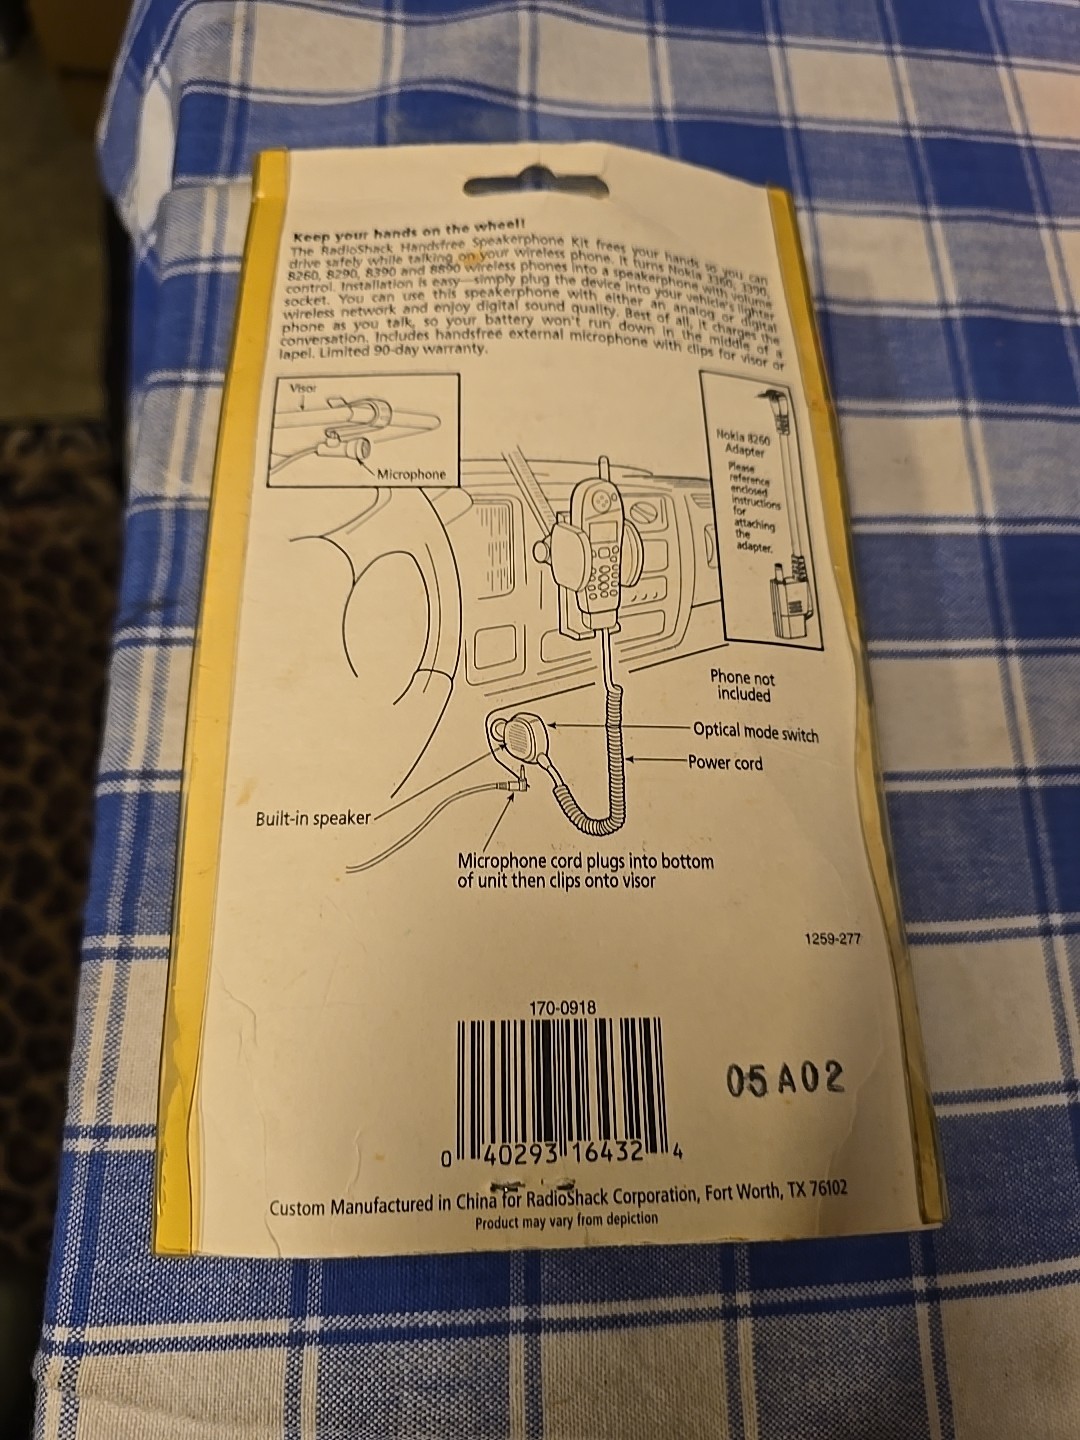 Keep your hands on the wheel!
The RadioShack Handsfree Speakerphone Kit frees your hands so you can
drive safely while talking on your wireless phone. It turns Nokia 3360, 3390,
8260, 8290, 8390 and 8890 wireless phones into a speakerphone with volume
control. Installation is easy—simply plug the device into your vehicle's lighter
socket. You can use this speakerphone with either an analog or digital
wireless network and enjoy digital sound quality. Best of all, it charges the
phone as you talk, so your battery won't run down in the middle of a
conversation. Includes handsfree external microphone with clips for visor or
lapel. Limited 90-day warranty.
Visor
Microphone
Nokia 8260
Adapter
Please
reference
enclosed
instructions
for
attaching
the
adapter.
Phone not
included
Optical mode switch
Power cord
Built-in speaker
Microphone cord plugs into bottom
of unit then clips onto visor
1259-277
170-0918
05A02
0 40293 16432 4
Custom Manufactured in China for RadioShack Corporation, Fort Worth, TX 76102
Product may vary from depiction